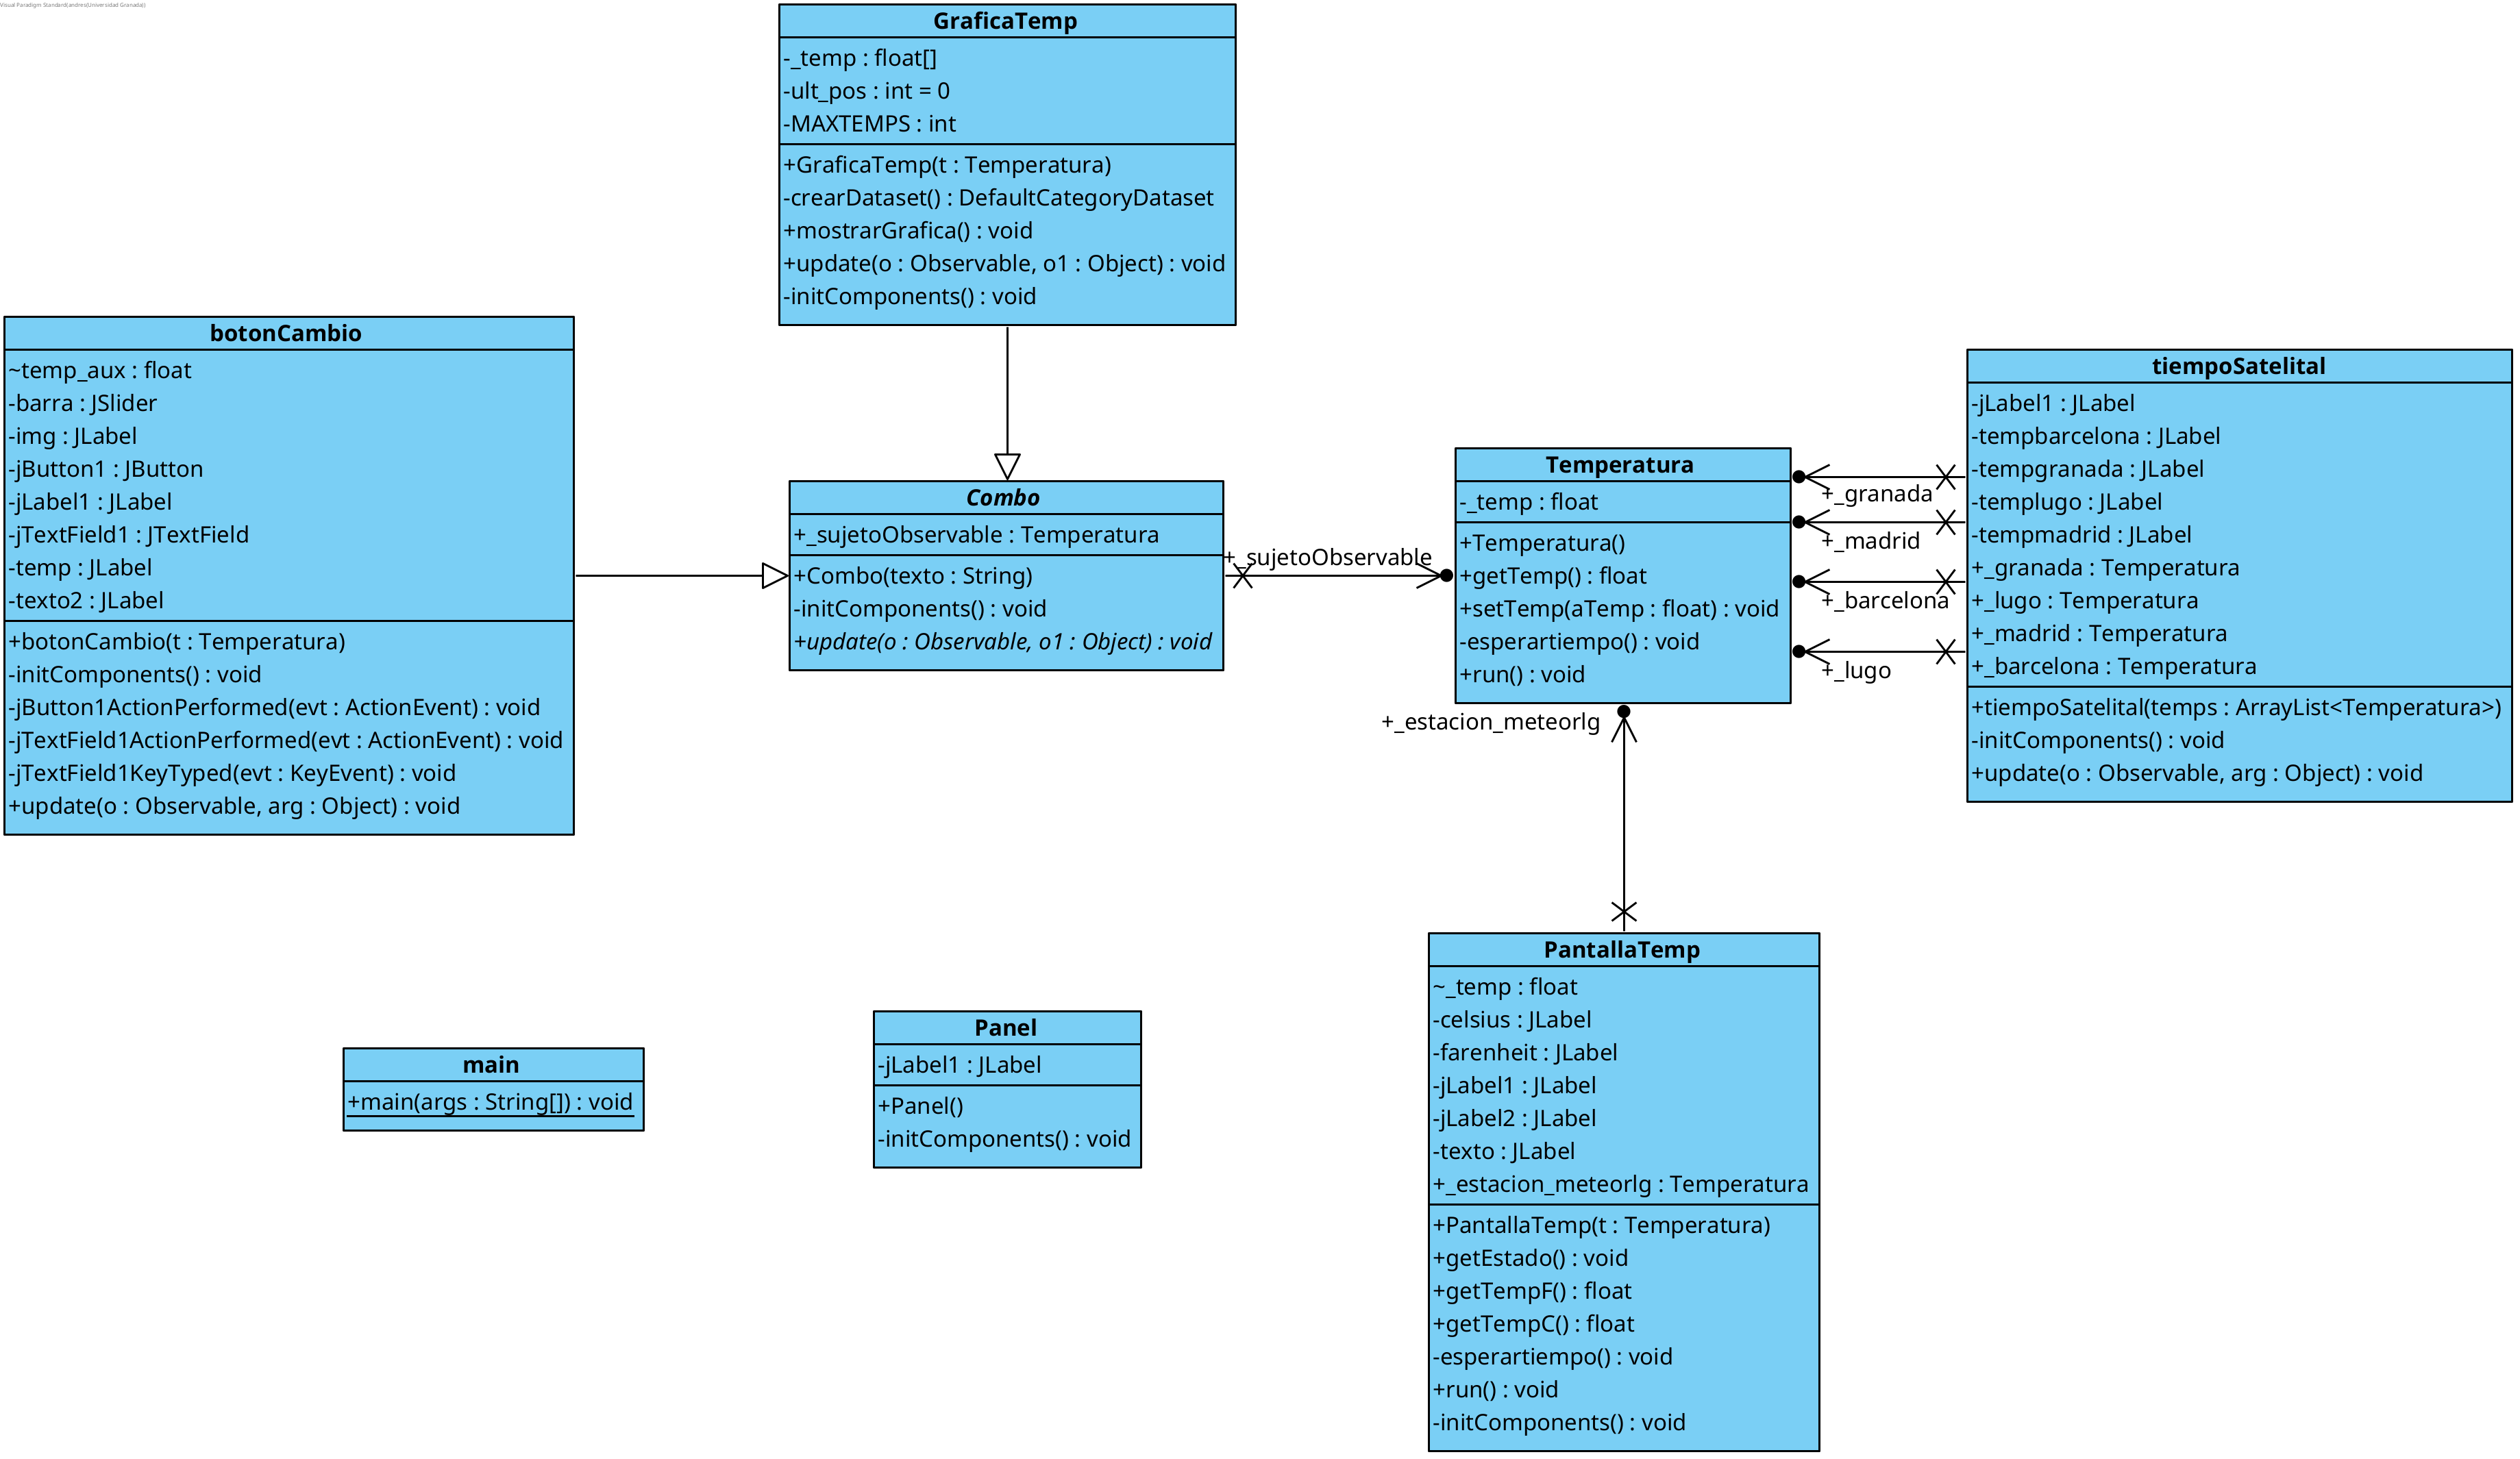 Visual Paradigm Standard(andres(Universidad Granada))
GraficaTemp
-_temp : float[]
-ult_pos : int = 0
-MAXTEMPS : int
+GraficaTemp(t : Temperatura)
-crearDataset() : DefaultCategoryDataset
+mostrarGrafica() : void
+update(o : Observable, o1 : Object) : void
-initComponents() : void
botonCambio
~temp_aux : float
-barra : JSlider
-img : JLabel
-jButton1 : JButton
-jLabel1 : JLabel
-jTextField1 : JTextField
-temp : JLabel
-texto2 : JLabel
+botonCambio(t : Temperatura)
-initComponents() : void
-jButton1ActionPerformed(evt : ActionEvent) : void
-jTextField1ActionPerformed(evt : ActionEvent) : void
-jTextField1KeyTyped(evt : KeyEvent) : void
+update(o : Observable, arg : Object) : void
Combo
+_sujetoObservable : Temperatura
+Combo(texto : String)
-initComponents() : void
+update(o : Observable, o1 : Object) : void
+_sujetoObservable
Temperatura
-_temp : float
+Temperatura()
+getTemp() : float
+setTemp(aTemp : float) : void
-esperartiempo() : void
+run() : void
+_granada
+_madrid
+_barcelona
+_lugo
tiempoSatelital
-jLabel1 : JLabel
-tempbarcelona : JLabel
-tempgranada : JLabel
-templugo : JLabel
-tempmadrid : JLabel
+_granada : Temperatura
+_lugo : Temperatura
+_madrid : Temperatura
+_barcelona : Temperatura
+tiempoSatelital(temps : ArrayList<Temperatura>)
-initComponents() : void
+update(o : Observable, arg : Object) : void
+_estacion_meteorlg
main
+main(args : String[]) : void
Panel
-jLabel1 : JLabel
+Panel()
-initComponents() : void
PantallaTemp
~_temp : float
-celsius : JLabel
-farenheit : JLabel
-jLabel1 : JLabel
-jLabel2 : JLabel
-texto : JLabel
+_estacion_meteorlg : Temperatura
+PantallaTemp(t : Temperatura)
+getEstado() : void
+getTempF() : float
+getTempC() : float
-esperartiempo() : void
+run() : void
-initComponents() : void